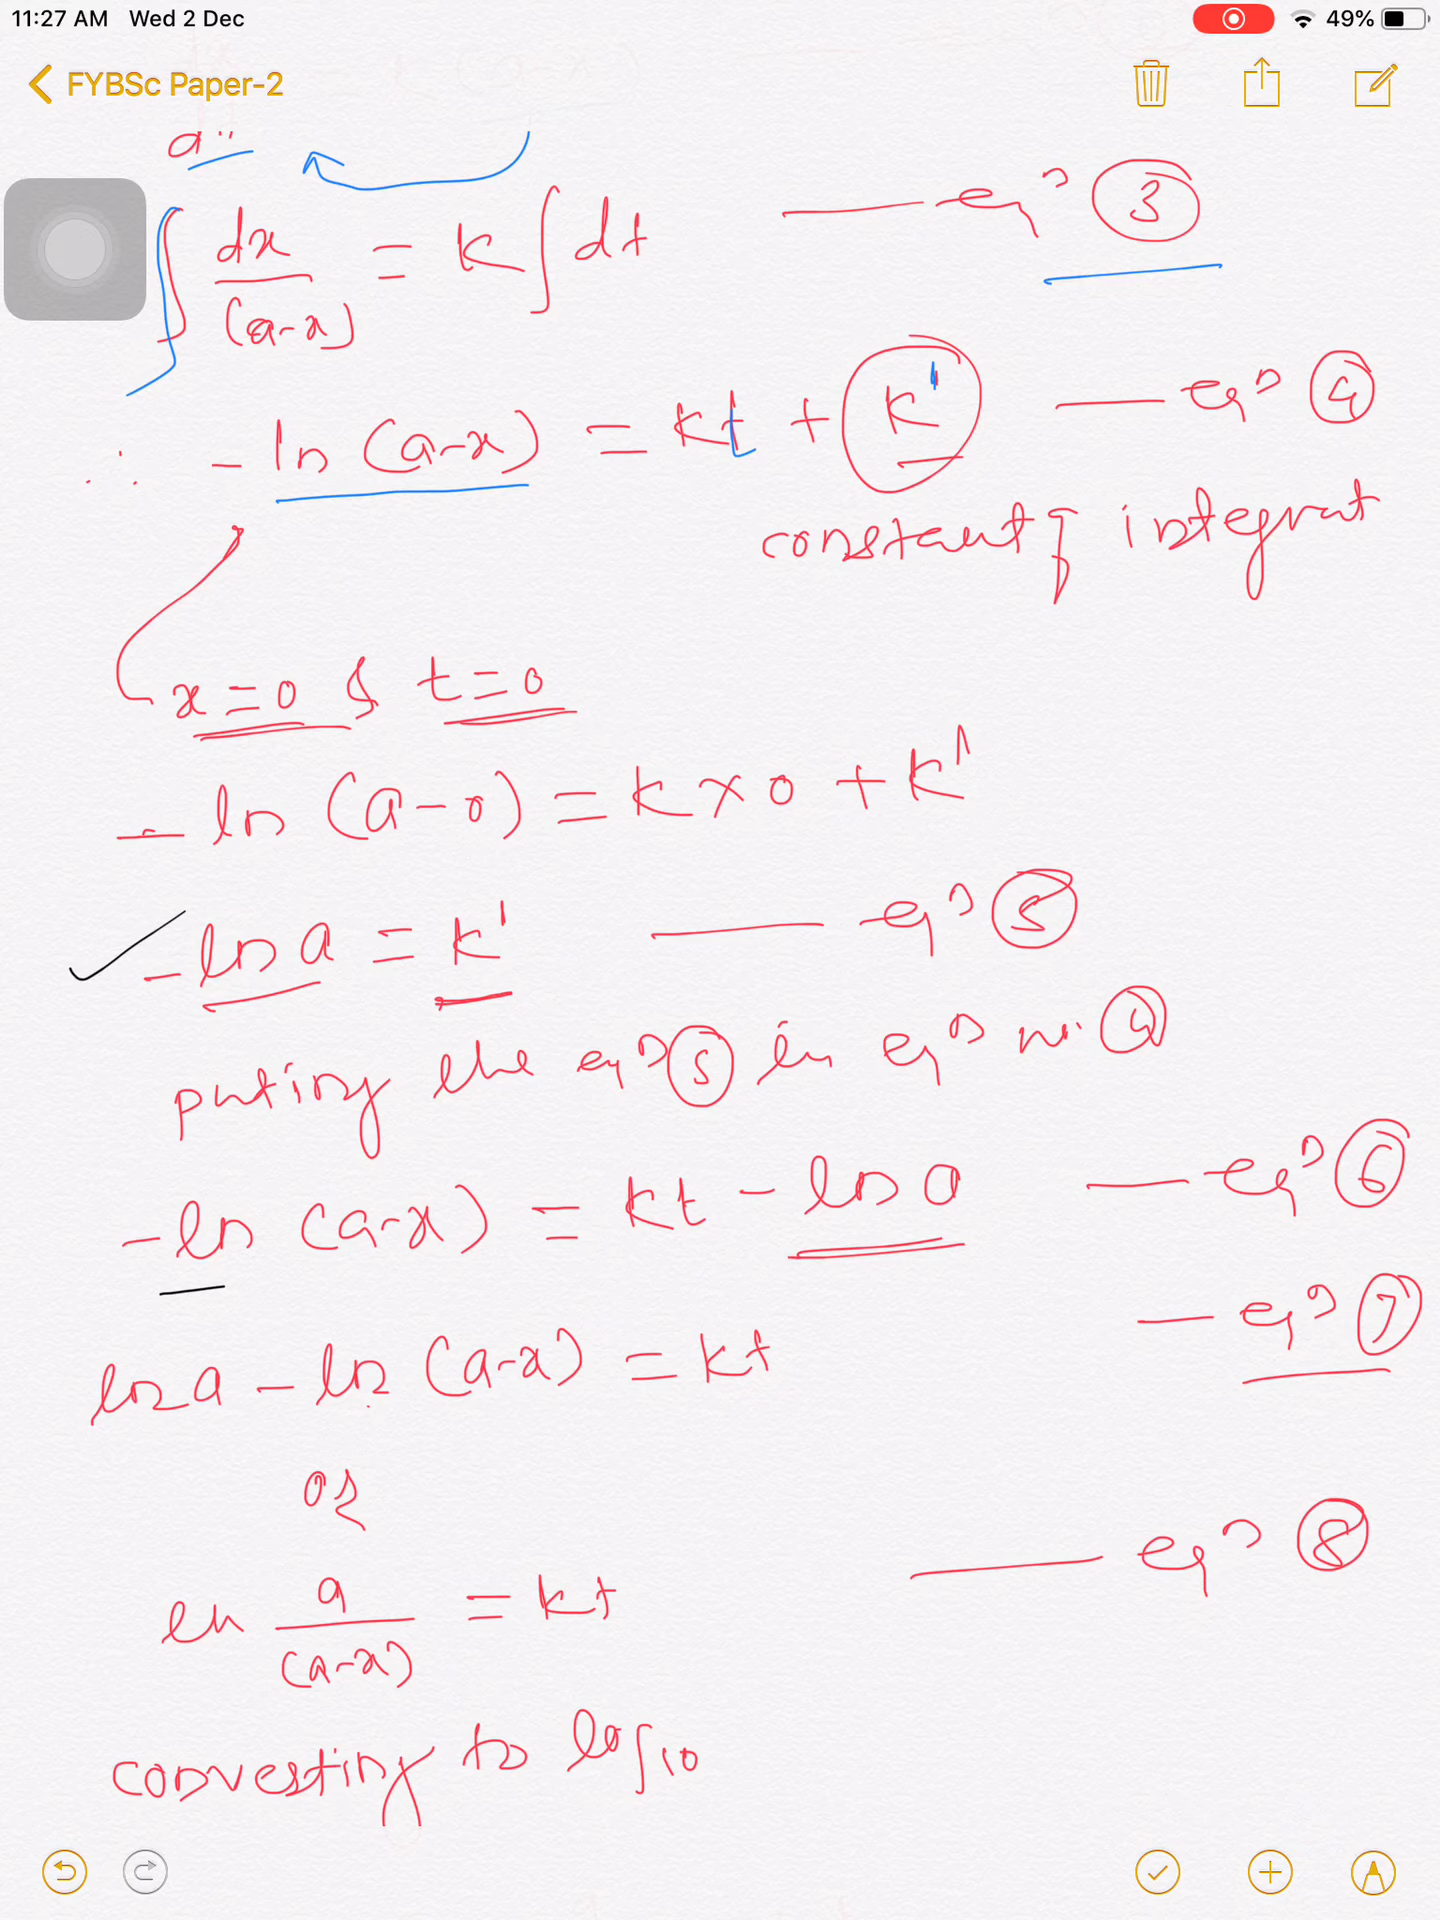 11:27 AM Wed 2 Dec 49%
FYBSc Paper-2
∫ dx/(a-x) = k ∫ dt — eqn 3
∴ - ln (a-x) = kt + k' — eqn 4
constant of integrat
x=0 & t=0
- ln (a-0) = k × 0 + k'
- ln a = k' — eqn 5
puting the eqn 5 in eqn no. 4
- ln (a-x) = kt - ln a — eqn 6
— eqn 7
ln a - ln (a-x) = kt
or
ln a/(a-x) = kt — eqn 8
converting to log10